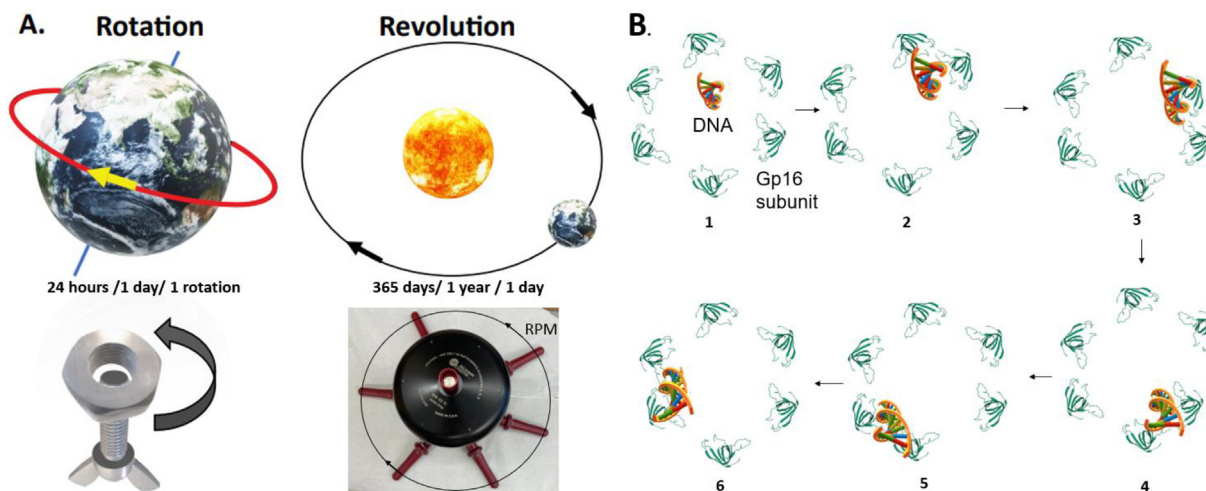 A.
Rotation
24 hours /1 day/ 1 rotation
Revolution
365 days/ 1 year / 1 day
RPM
B.
DNA
Gp16
subunit
1
2
3
4
5
6